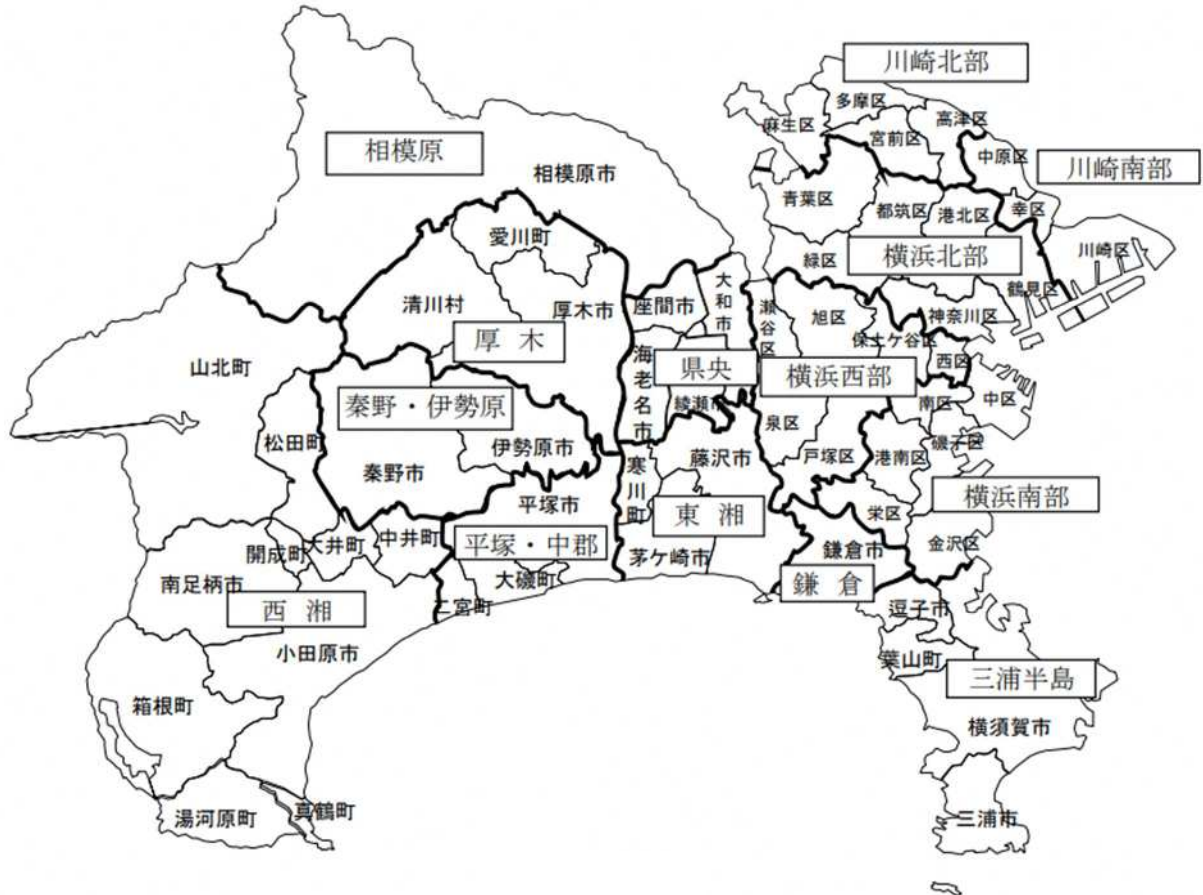 川崎北部
多摩区
麻生区
高津区
宮前区
相模原
中原区
川崎南部
相模原市
青葉区
都筑区
港北区
幸区
愛川町
横浜北部
川崎区
緑区
清川村
厚木市
座間市
大和市
瀬谷区
旭区
鶴見区
神奈川区
厚木
保土ケ谷区
山北町
海老名市
県央
横浜西部
西区
秦野・伊勢原
綾瀬市
南区
中区
泉区
松田町
伊勢原市
磯子区
秦野市
寒川町
藤沢市
戸塚区
港南区
横浜南部
平塚市
東湘
栄区
開成町
大井町
中井町
平塚・中郡
茅ケ崎市
鎌倉市
金沢区
南足柄市
大磯町
鎌倉
西湘
二宮町
逗子市
小田原市
葉山町
三浦半島
箱根町
横須賀市
湯河原町
真鶴町
三浦市